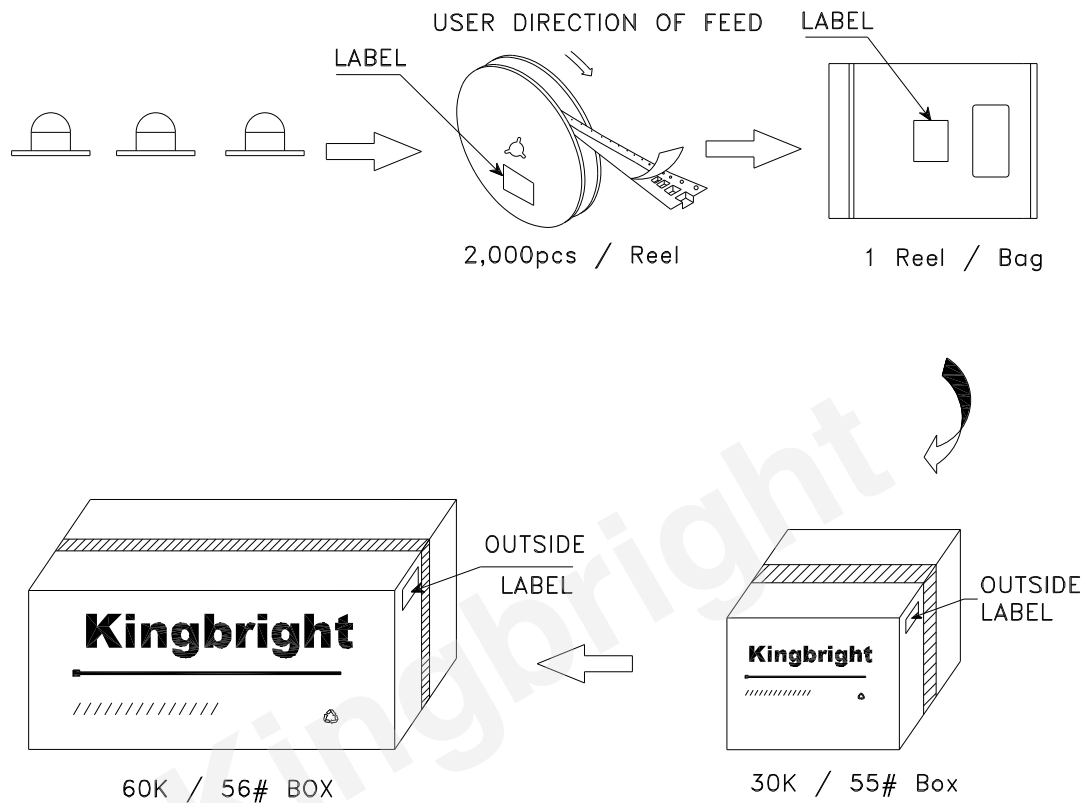 USER DIRECTION OF FEED
LABEL
LABEL
2,000pcs / Reel
1 Reel / Bag
OUTSIDE
LABEL
OUTSIDE
LABEL
Kingbright
Kingbright
Kingbright
60K / 56# BOX
30K / 55# Box